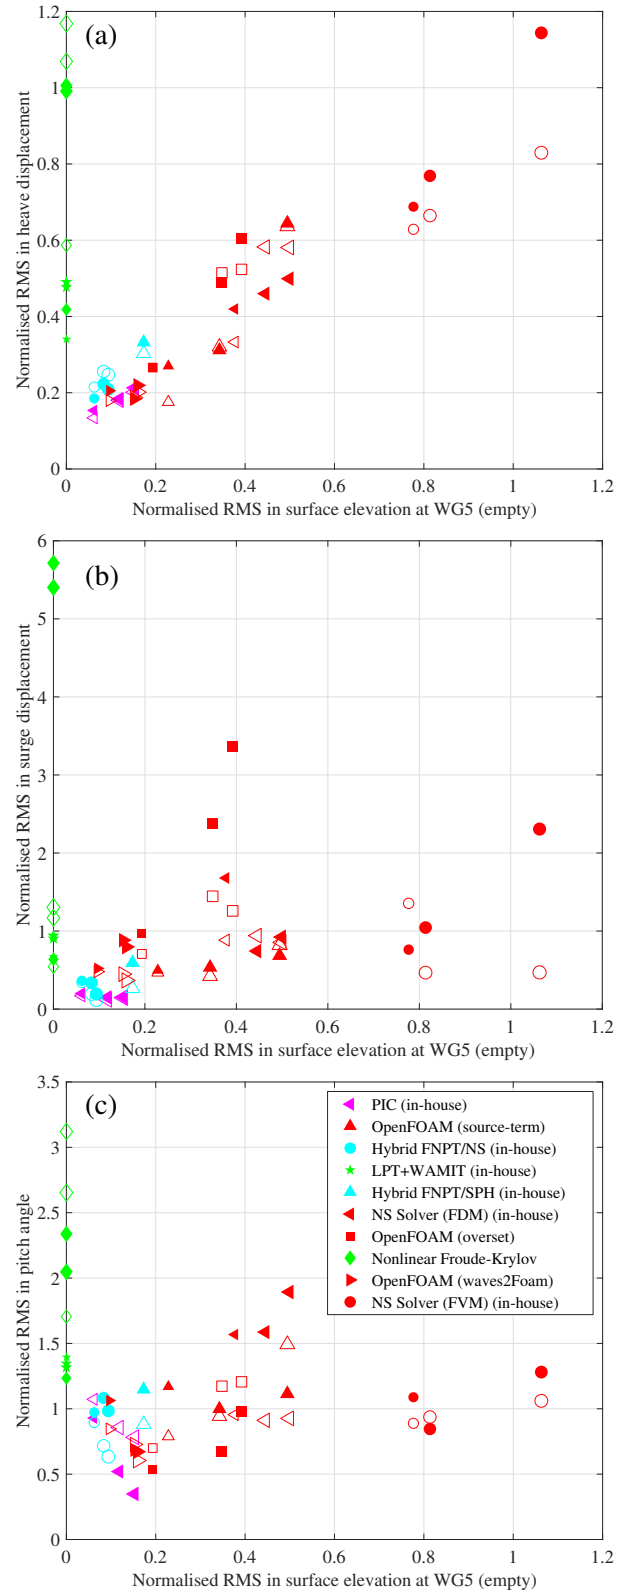 (a)
Normalised RMS in heave displacement
1.2
1
0.8
0.6
0.4
0.2
0
0 0.2 0.4 0.6 0.8 1 1.2
Normalised RMS in surface elevation at WG5 (empty)
(b)
Normalised RMS in surge displacement
6
5
4
3
2
1
0
0 0.2 0.4 0.6 0.8 1 1.2
Normalised RMS in surface elevation at WG5 (empty)
(c)
Normalised RMS in pitch angle
3.5
3
2.5
2
1.5
1
0.5
0
PIC (in-house)
OpenFOAM (source-term)
Hybrid FNPT/NS (in-house)
LPT+WAMIT (in-house)
Hybrid FNPT/SPH (in-house)
NS Solver (FDM) (in-house)
OpenFOAM (overset)
Nonlinear Froude-Krylov
OpenFOAM (waves2Foam)
NS Solver (FVM) (in-house)
0 0.2 0.4 0.6 0.8 1 1.2
Normalised RMS in surface elevation at WG5 (empty)